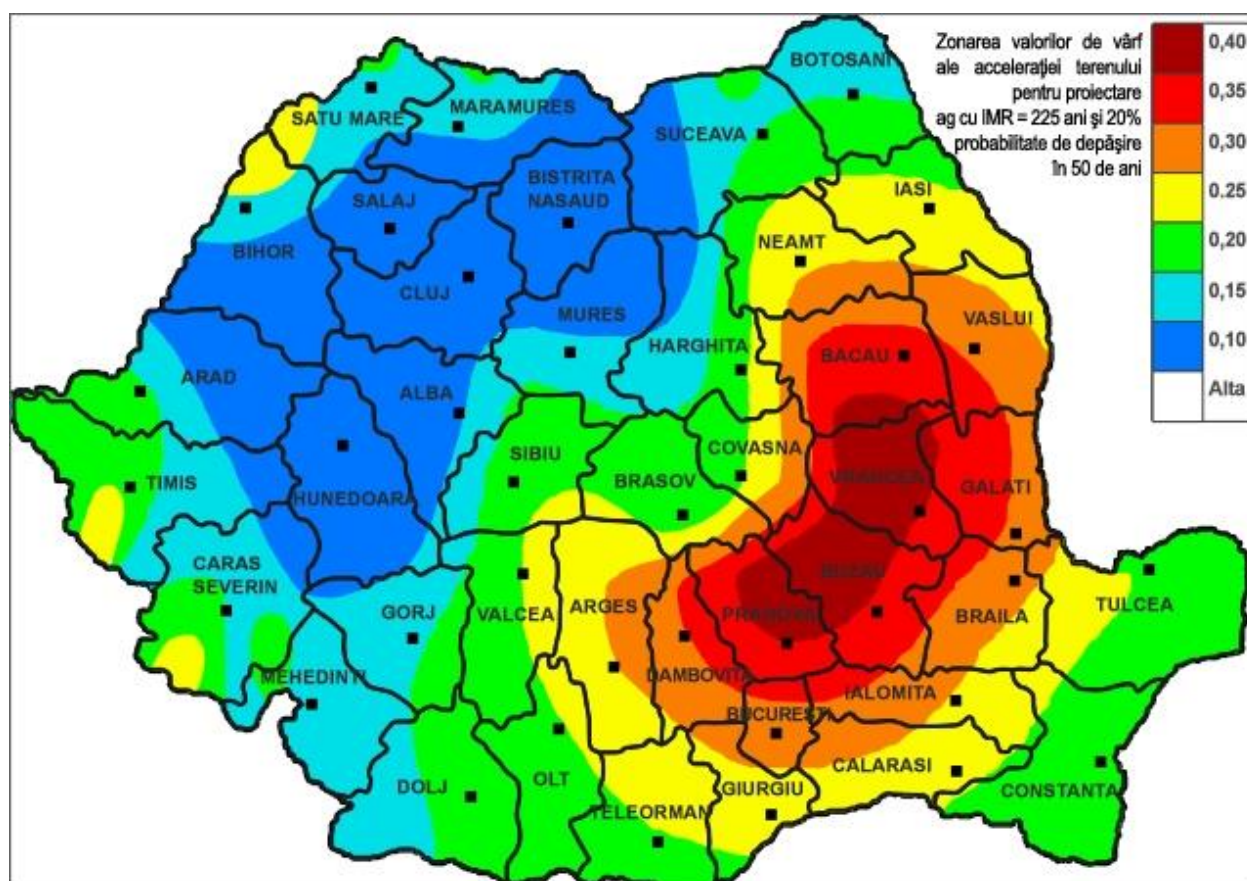 Zonarea valorilor de vârf
ale accelerației terenului
pentru proiectare
ag cu IMR = 225 ani și 20%
probabilitate de depășire
în 50 de ani
0,40
0,35
0,30
0.25
0,20
0,15
0,10
Alta
BOTOSANI
SATU MARE
MARAMURES
SUCEAVA
IASI
SALAJ
BISTRITA
NASAUD
NEAMT
BIHOR
CLUJ
MURES
VASLUI
HARGHITA
BACAU
ARAD
ALBA
COVASNA
SIBIU
BRASOV
VRANCEA
GALATI
TIMIS
HUNEDOARA
CARAS
SEVERIN
BUZAU
GORJ
VALCEA
ARGES
PRAHOVA
BRAILA
TULCEA
MEHEDINTI
DAMBOVITA
IALOMITA
BUCURESTI
CALARASI
DOLJ
OLT
GIURGIU
CONSTANTA
TELEORMAN